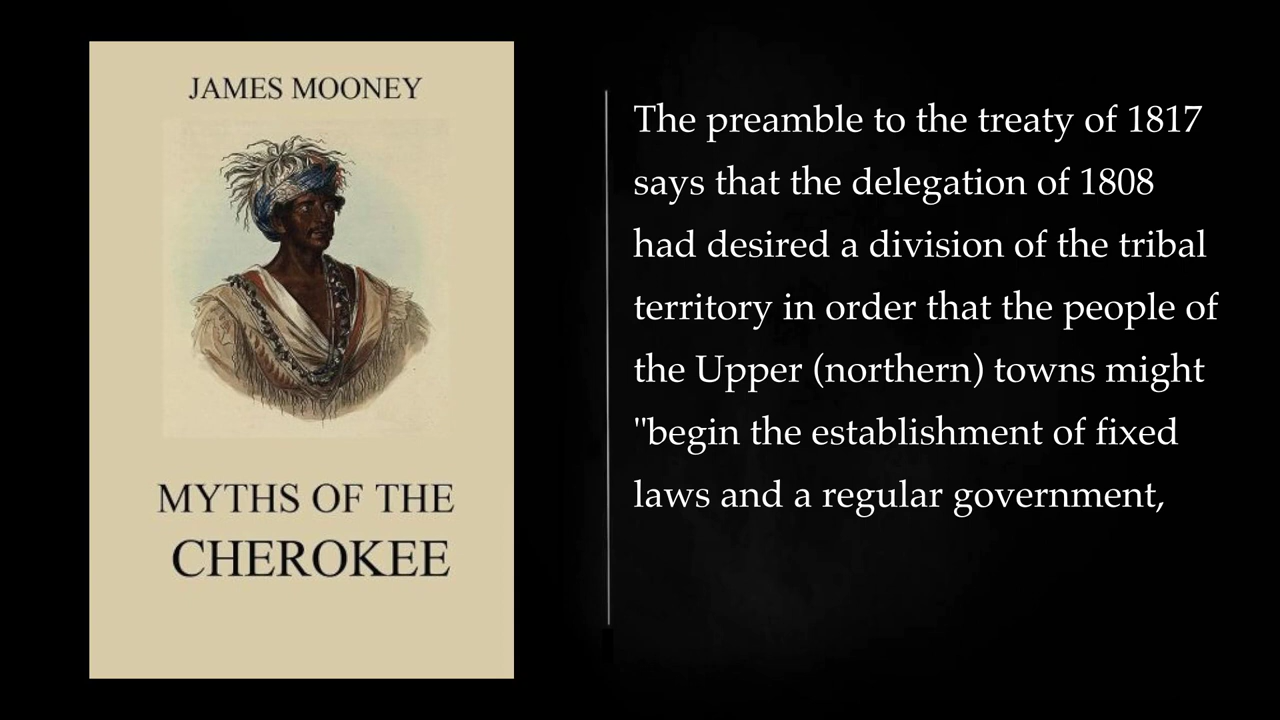 JAMES MOONEY
MYTHS OF THE
CHEROKEE
The preamble to the treaty of 1817
says that the delegation of 1808
had desired a division of the tribal
territory in order that the people of
the Upper (northern) towns might
"begin the establishment of fixed
laws and a regular government,